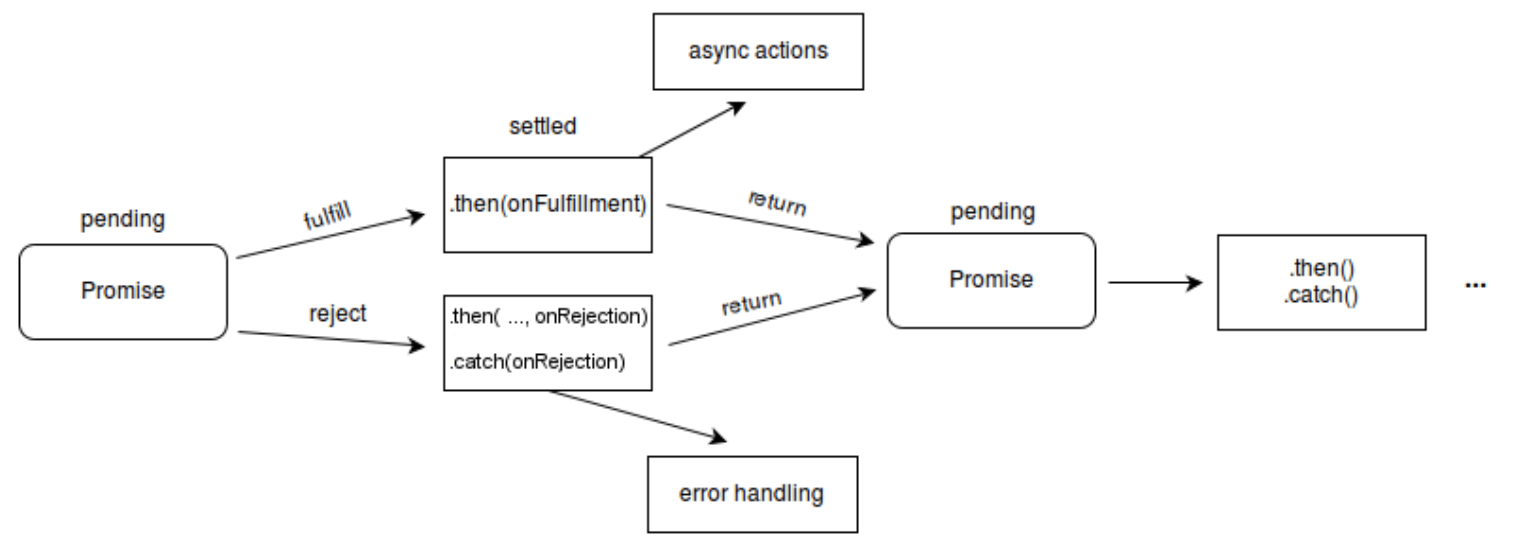 async actions
settled
.then(onFulfillment)
fulfill
return
pending
Promise
reject
.then( ..., onRejection)
.catch(onRejection)
return
pending
Promise
.then()
.catch()
...
error handling